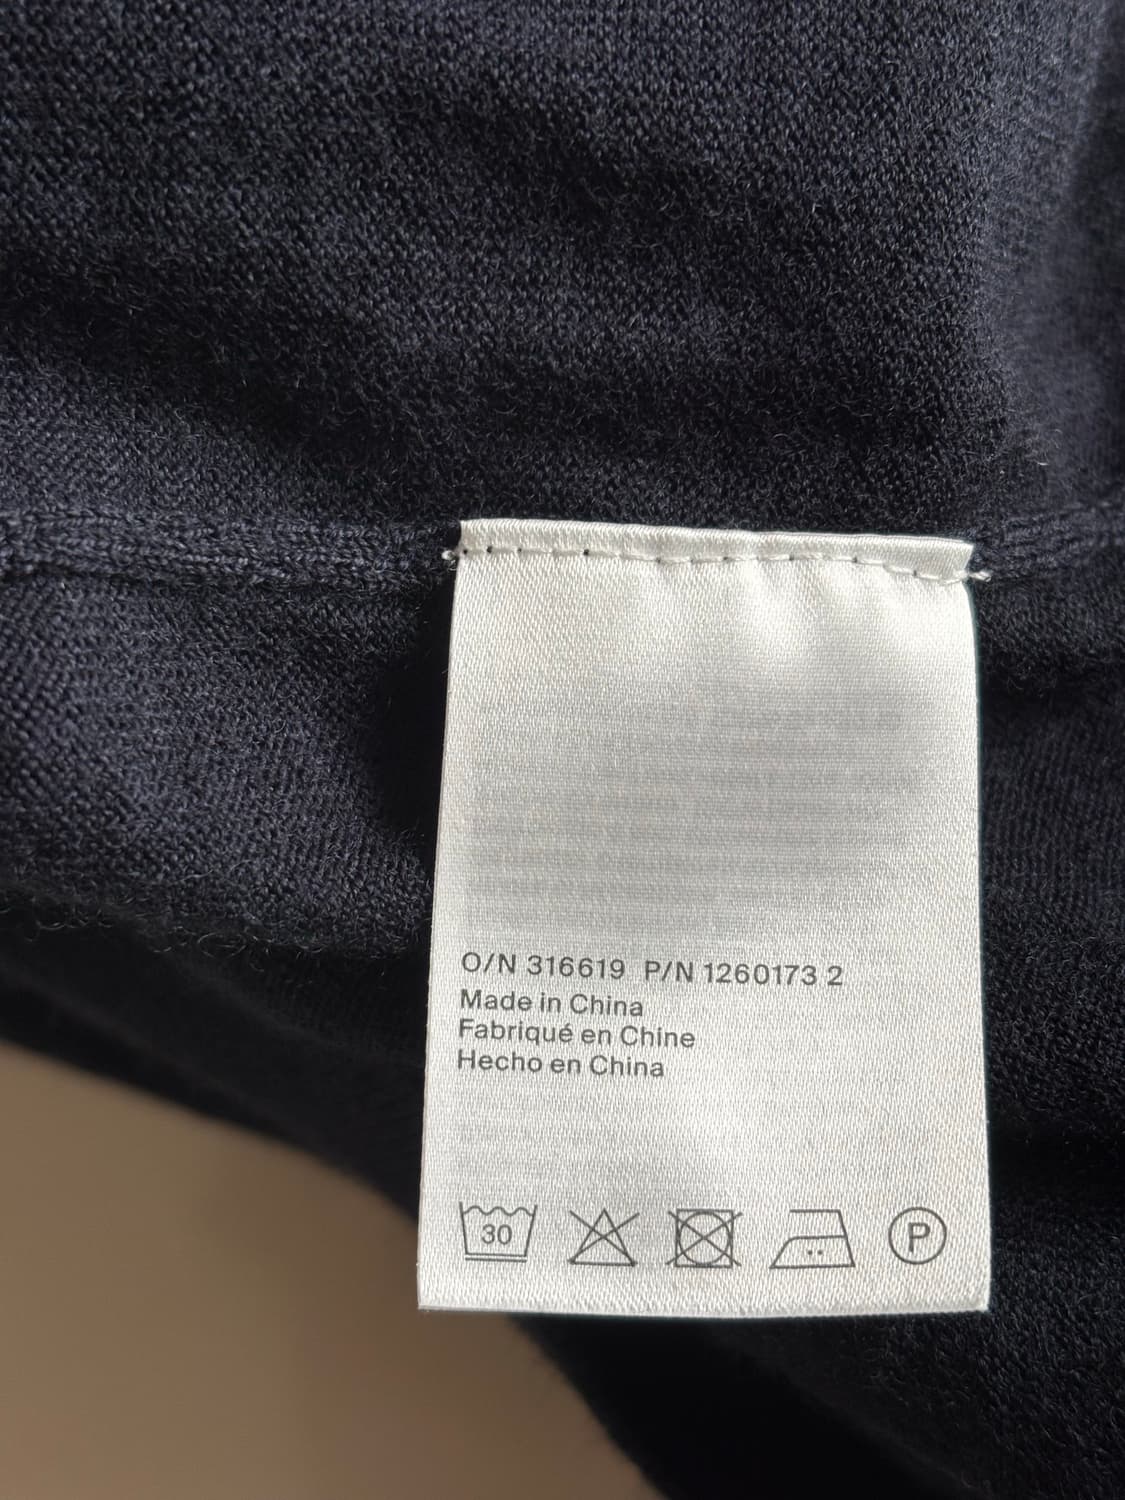 O/N 316619 P/N 1260173 2
Made in China
Fabriqué en Chine
Hecho en China
30 P